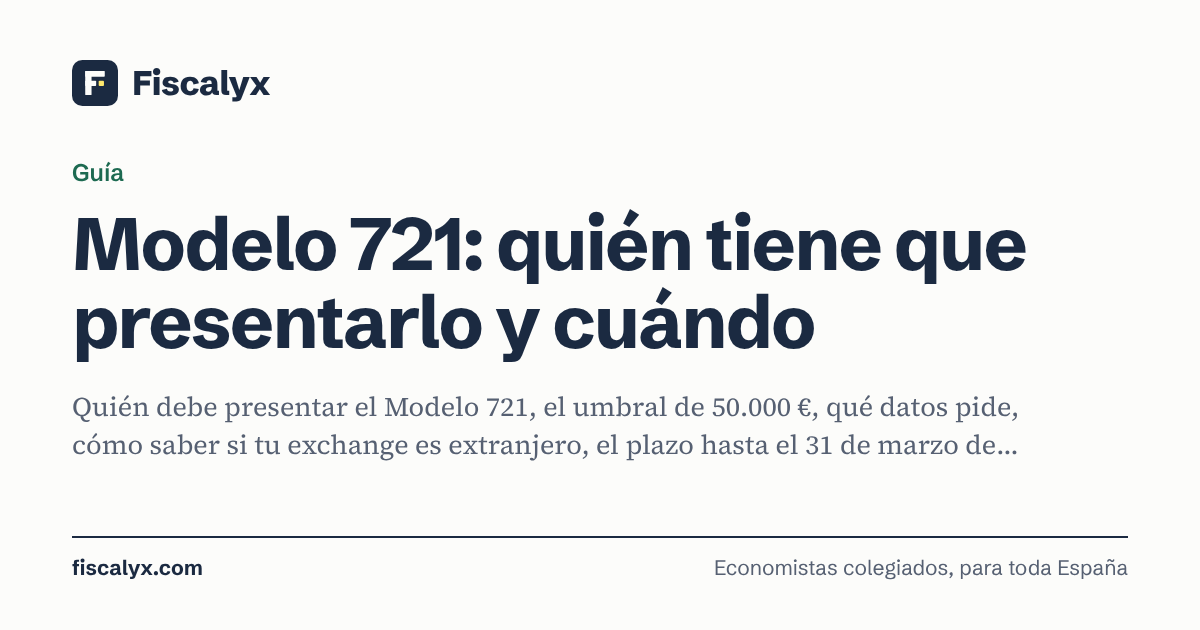 Fiscalyx
Guía
Modelo 721: quién tiene que
presentarlo y cuándo
Quién debe presentar el Modelo 721, el umbral de 50.000 €, qué datos pide,
cómo saber si tu exchange es extranjero, el plazo hasta el 31 de marzo de...
fiscalyx.com
Economistas colegiados, para toda España